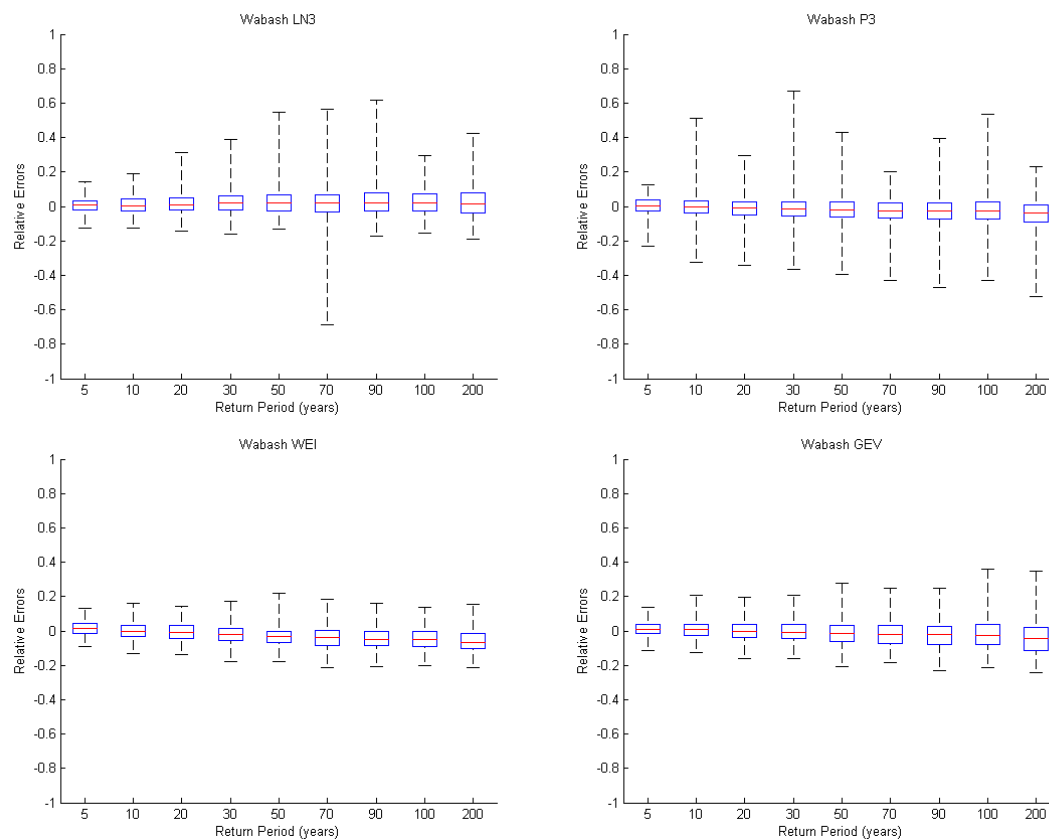 Wabash LN3
1
0.8
0.6
0.4
0.2
0
-0.2
-0.4
-0.6
-0.8
-1
Relative Errors
5 10 20 30 50 70 90 100 200
Return Period (years)
Wabash P3
1
0.8
0.6
0.4
0.2
0
-0.2
-0.4
-0.6
-0.8
-1
Relative Errors
5 10 20 30 50 70 90 100 200
Return Period (years)
Wabash WEI
1
0.8
0.6
0.4
0.2
0
-0.2
-0.4
-0.6
-0.8
-1
Relative Errors
5 10 20 30 50 70 90 100 200
Return Period (years)
Wabash GEV
1
0.8
0.6
0.4
0.2
0
-0.2
-0.4
-0.6
-0.8
-1
Relative Errors
5 10 20 30 50 70 90 100 200
Return Period (years)